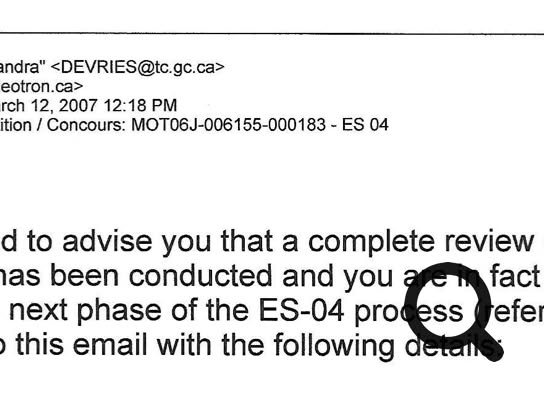 andra" <DEVRIES@tc.gc.ca>
eotron.ca>
rch 12, 2007 12:18 PM
ition / Concours: MOT06J-006155-000183 - ES 04
d to advise you that a complete review
has been conducted and you are in fact
next phase of the ES-04 process (refer
o this email with the following details: